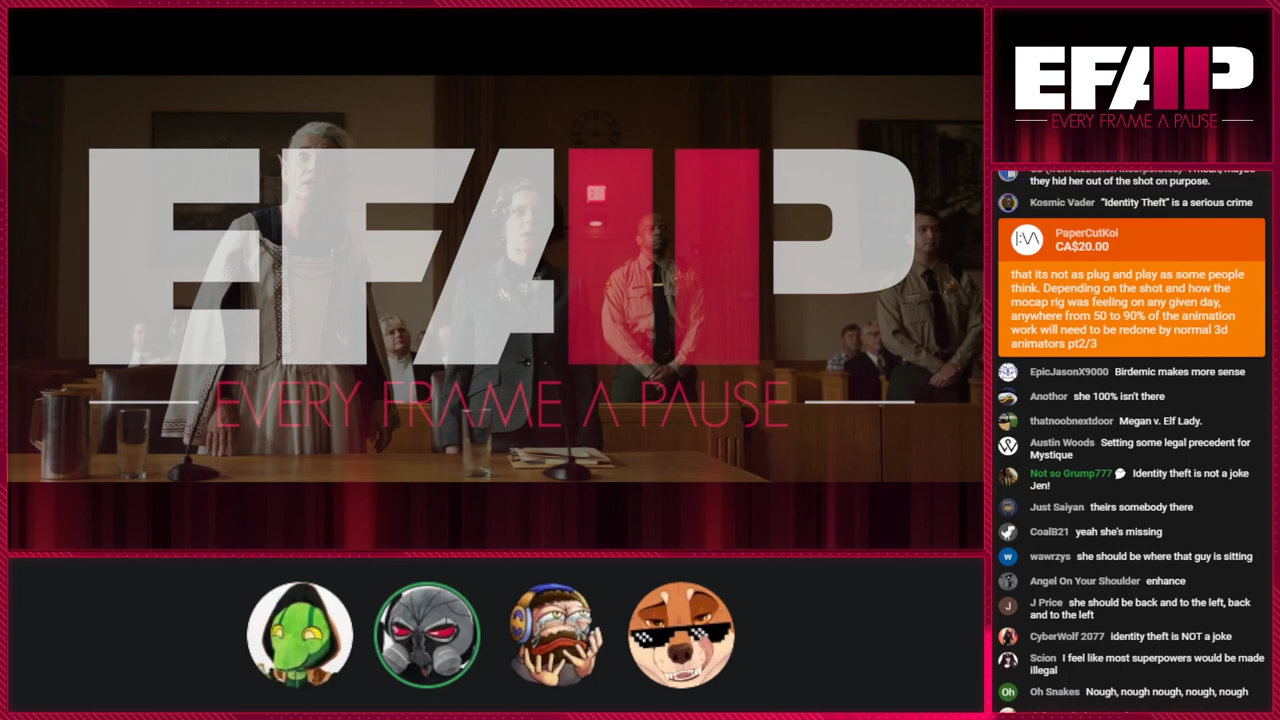 EFAP
EVERY FRAME A PAUSE
EFAP
EVERY FRAME A PAUSE
they hid her out of the shot on purpose.
Kosmic Vader "Identity Theft" is a serious crime
PaperCutKoi
CA$20.00
that its not as plug and play as some people
think. Depending on the shot and how the
mocap rig was feeling on any given day,
anywhere from 50 to 90% of the animation
work will need to be redone by normal 3d
animators pt2/3
EpicJasonX9000 Birdemic makes more sense
Anothor she 100% isn't there
thatnoobnextdoor Megan v. Elf Lady.
Austin Woods Setting some legal precedent for
Mystique
Not so Grump777 Identity theft is not a joke
Jen!
Just Saiyan theirs somebody there
CoalB21 yeah she's missing
w
wawrzys she should be where that guy is sitting
Angel On Your Shoulder enhance
J
J Price she should be back and to the left, back
and to the left
CyberWolf 2077 identity theft is NOT a joke
Scion I feel like most superpowers would be made
illegal
Oh
Oh Snakes Nough, nough nough, nough, nough